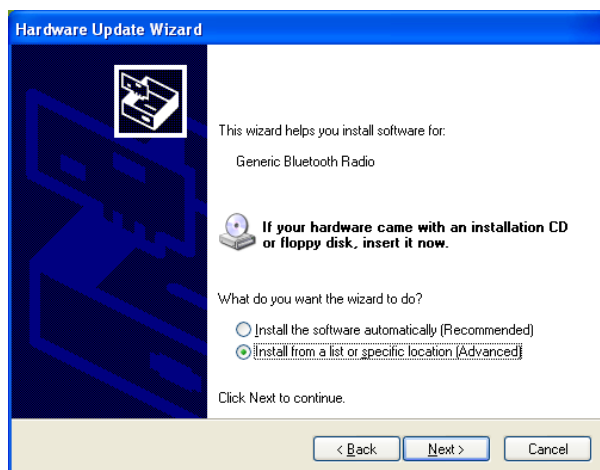 Hardware Update Wizard
This wizard helps you install software for:
Generic Bluetooth Radio
If your hardware came with an installation CD
or floppy disk, insert it now.
What do you want the wizard to do?
Install the software automatically (Recommended)
Install from a list or specific location (Advanced)
Click Next to continue.
< Back Next > Cancel